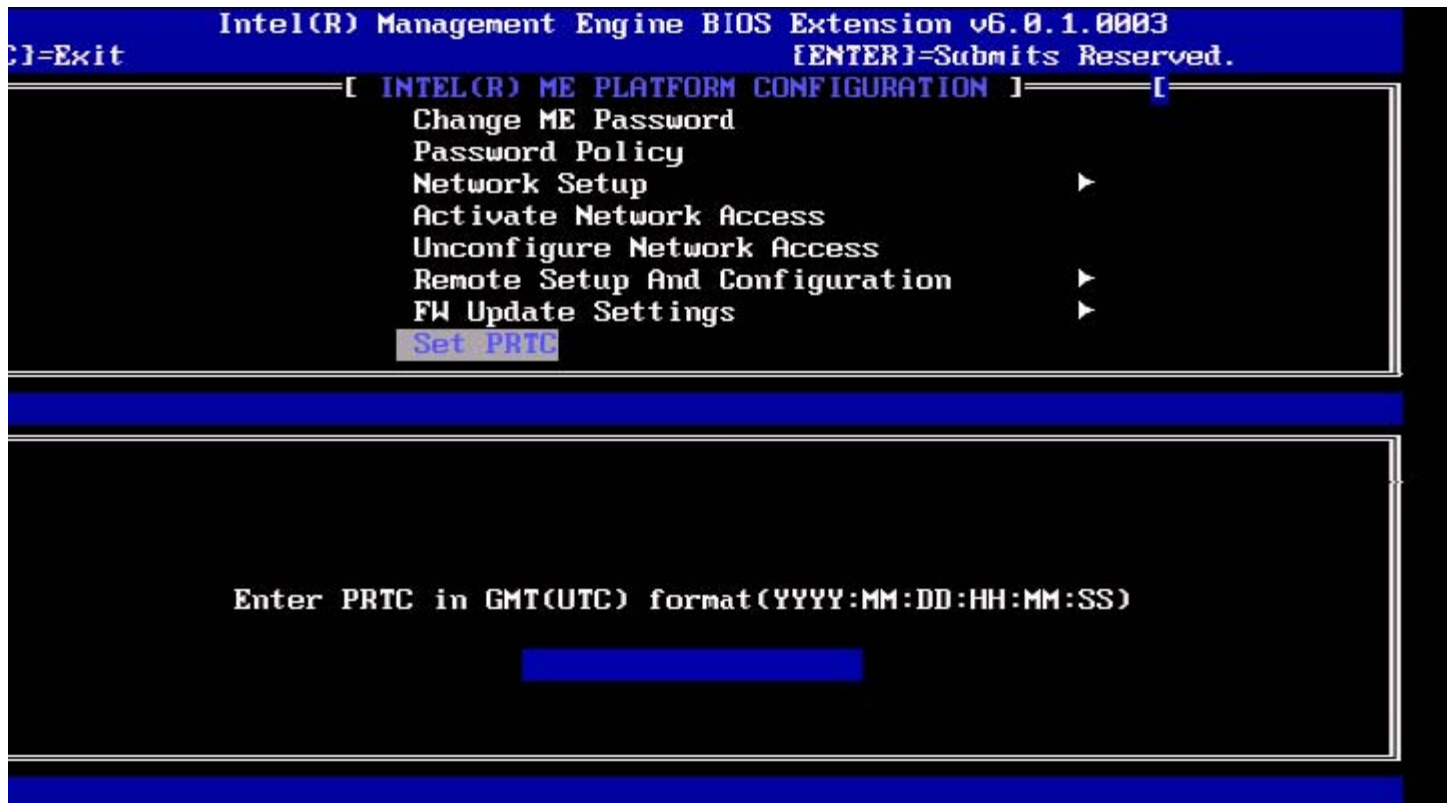 Intel(R) Management Engine BIOS Extension v6.0.1.0003
C]=Exit [ENTER]=Submits Reserved.
[ INTEL(R) ME PLATFORM CONFIGURATION ] [
Change ME Password
Password Policy
Network Setup ►
Activate Network Access
Unconfigure Network Access
Remote Setup And Configuration ►
FW Update Settings ►
Set PRTC
Enter PRTC in GMT(UTC) format(YYYY:MM:DD:HH:MM:SS)